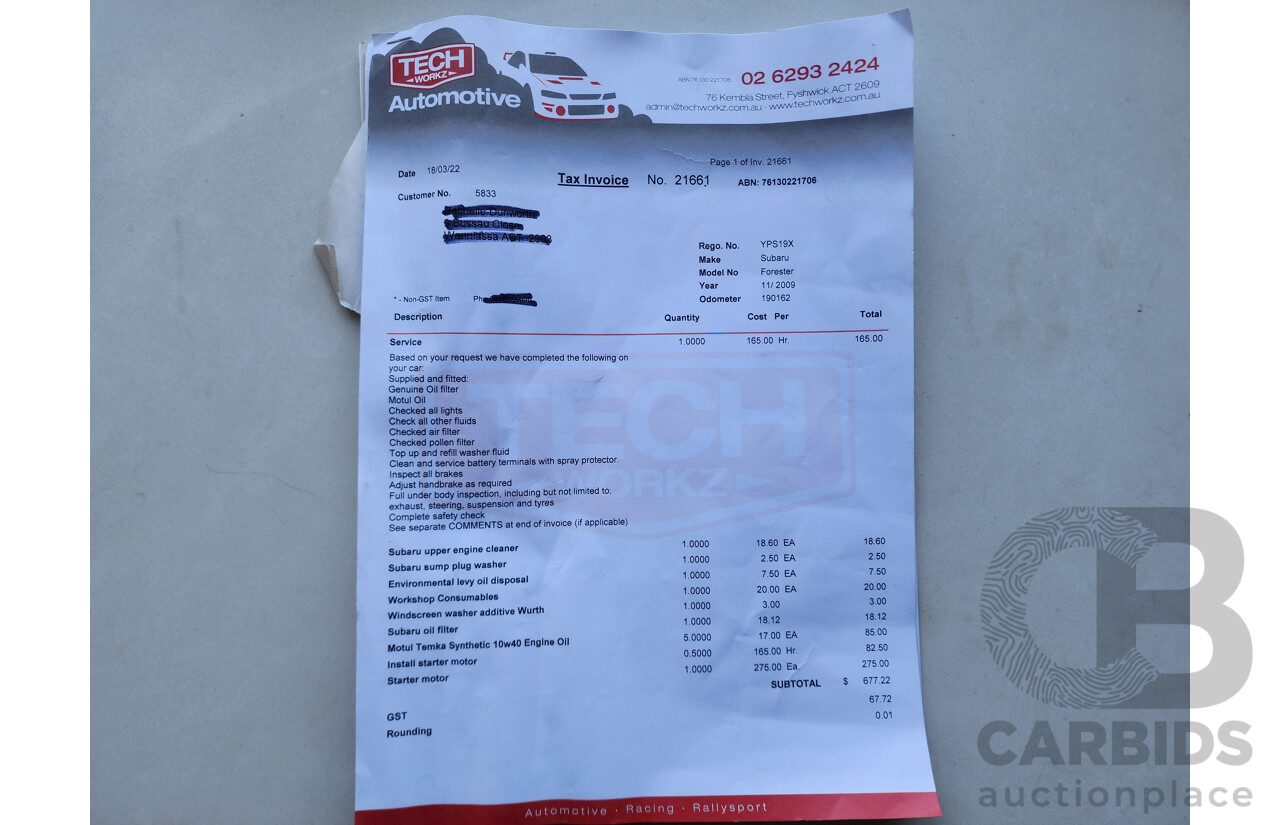 TECH
WORKZ
Automotive
ABN 76 130 221 706
02 6293 2424
76 Kembla Street, Fyshwick ACT 2609
admin@techworkz.com.au · www.techworkz.com.au
Page 1 of Inv. 21661
Date 18/03/22
Tax Invoice No. 21661 ABN: 76130221706
Customer No. 5833
Rego. No. YPS19X
Make Subaru
Model No Forester
Year 11/ 2009
* - Non-GST Item Ph
Odometer 190162
Description Quantity Cost Per Total
Service 1.0000 165.00 Hr. 165.00
Based on your request we have completed the following on
your car:
Supplied and fitted:
Genuine Oil filter
Motul Oil
Checked all lights
Check all other fluids
Checked air filter
Checked pollen filter
Top up and refill washer fluid
Clean and service battery terminals with spray protector.
Inspect all brakes
Adjust handbrake as required
Full under body inspection, including but not limited to;
exhaust, steering, suspension and tyres
Complete safety check
See separate COMMENTS at end of invoice (if applicable)
TECH
WORKZ
Subaru upper engine cleaner 1.0000 18.60 EA 18.60
Subaru sump plug washer 1.0000 2.50 EA 2.50
Environmental levy oil disposal 1.0000 7.50 EA 7.50
Workshop Consumables 1.0000 20.00 EA 20.00
Windscreen washer additive Wurth 1.0000 3.00 3.00
Subaru oil filter 1.0000 18.12 18.12
Motul Temka Synthetic 10w40 Engine Oil 5.0000 17.00 EA 85.00
Install starter motor 0.5000 165.00 Hr. 82.50
Starter motor 1.0000 275.00 Ea. 275.00
SUBTOTAL $ 677.22
GST 67.72
Rounding 0.01
Automotive · Racing · Rallysport
CB
CARBIDS
auctionplace